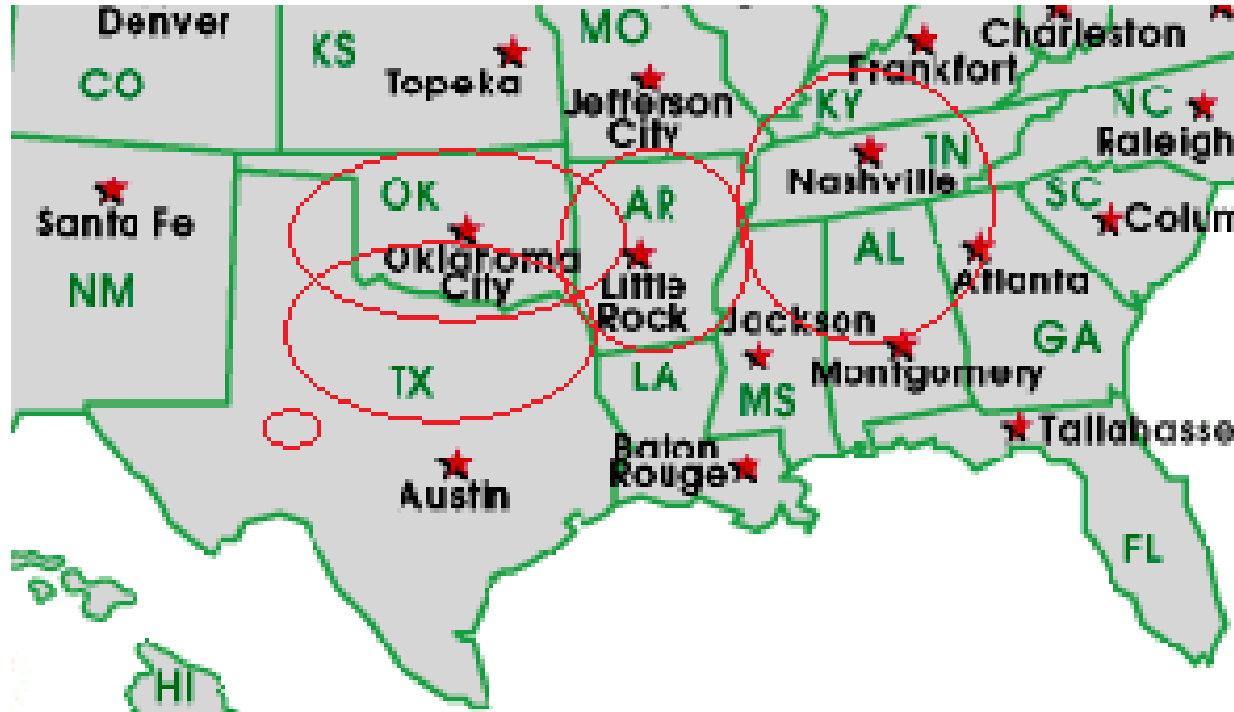 Denver
MO
Charleston
KS
Frankfort
CO
Topeka
Jefferson
City
KY
NC
Raleigh
TN
Nashville
OK
AR
SC
Santa Fe
Colum
AL
Oklahoma
City
Atlanta
NM
Little
Rock
Jackson
GA
TX
LA
Montgomery
MS
Tallahasse
Baton
Rouge
Austin
FL
HI